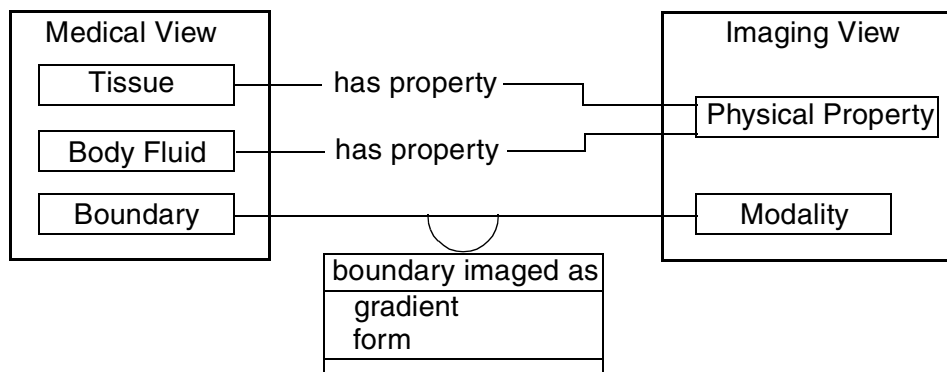 Medical View
Imaging View
Tissue
has property
Physical Property
Body Fluid
has property
Boundary
Modality
boundary imaged as
gradient
form